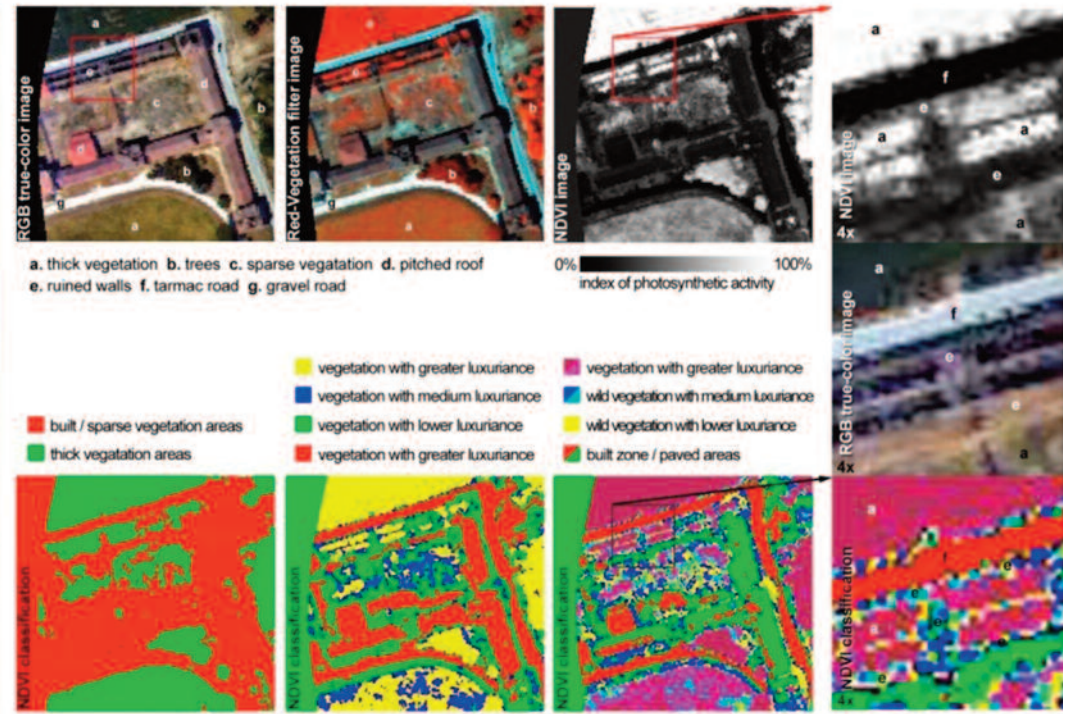 RGB true-color image
a
e
c
d
b
d
b
g
a
Red-Vegetation filter image
a
e
c
b
b
g
a
NDVI image
4x NDVI image
a
f
e
a
a
e
a
a. thick vegetation b. trees c. sparse vegatation d. pitched roof
e. ruined walls f. tarmac road g. gravel road
0% 100%
index of photosynthetic activity
4x RGB true-color image
a
f
e
e
a
built / sparse vegetation areas
thick vegatation areas
vegetation with greater luxuriance
vegetation with medium luxuriance
vegetation with lower luxuriance
vegetation with greater luxuriance
vegetation with greater luxuriance
wild vegetation with medium luxuriance
wild vegetation with lower luxuriance
built zone / paved areas
NDVI classification
NDVI classification
NDVI classification
4x NDVI classification
a
f
e
e
a
e
e
e